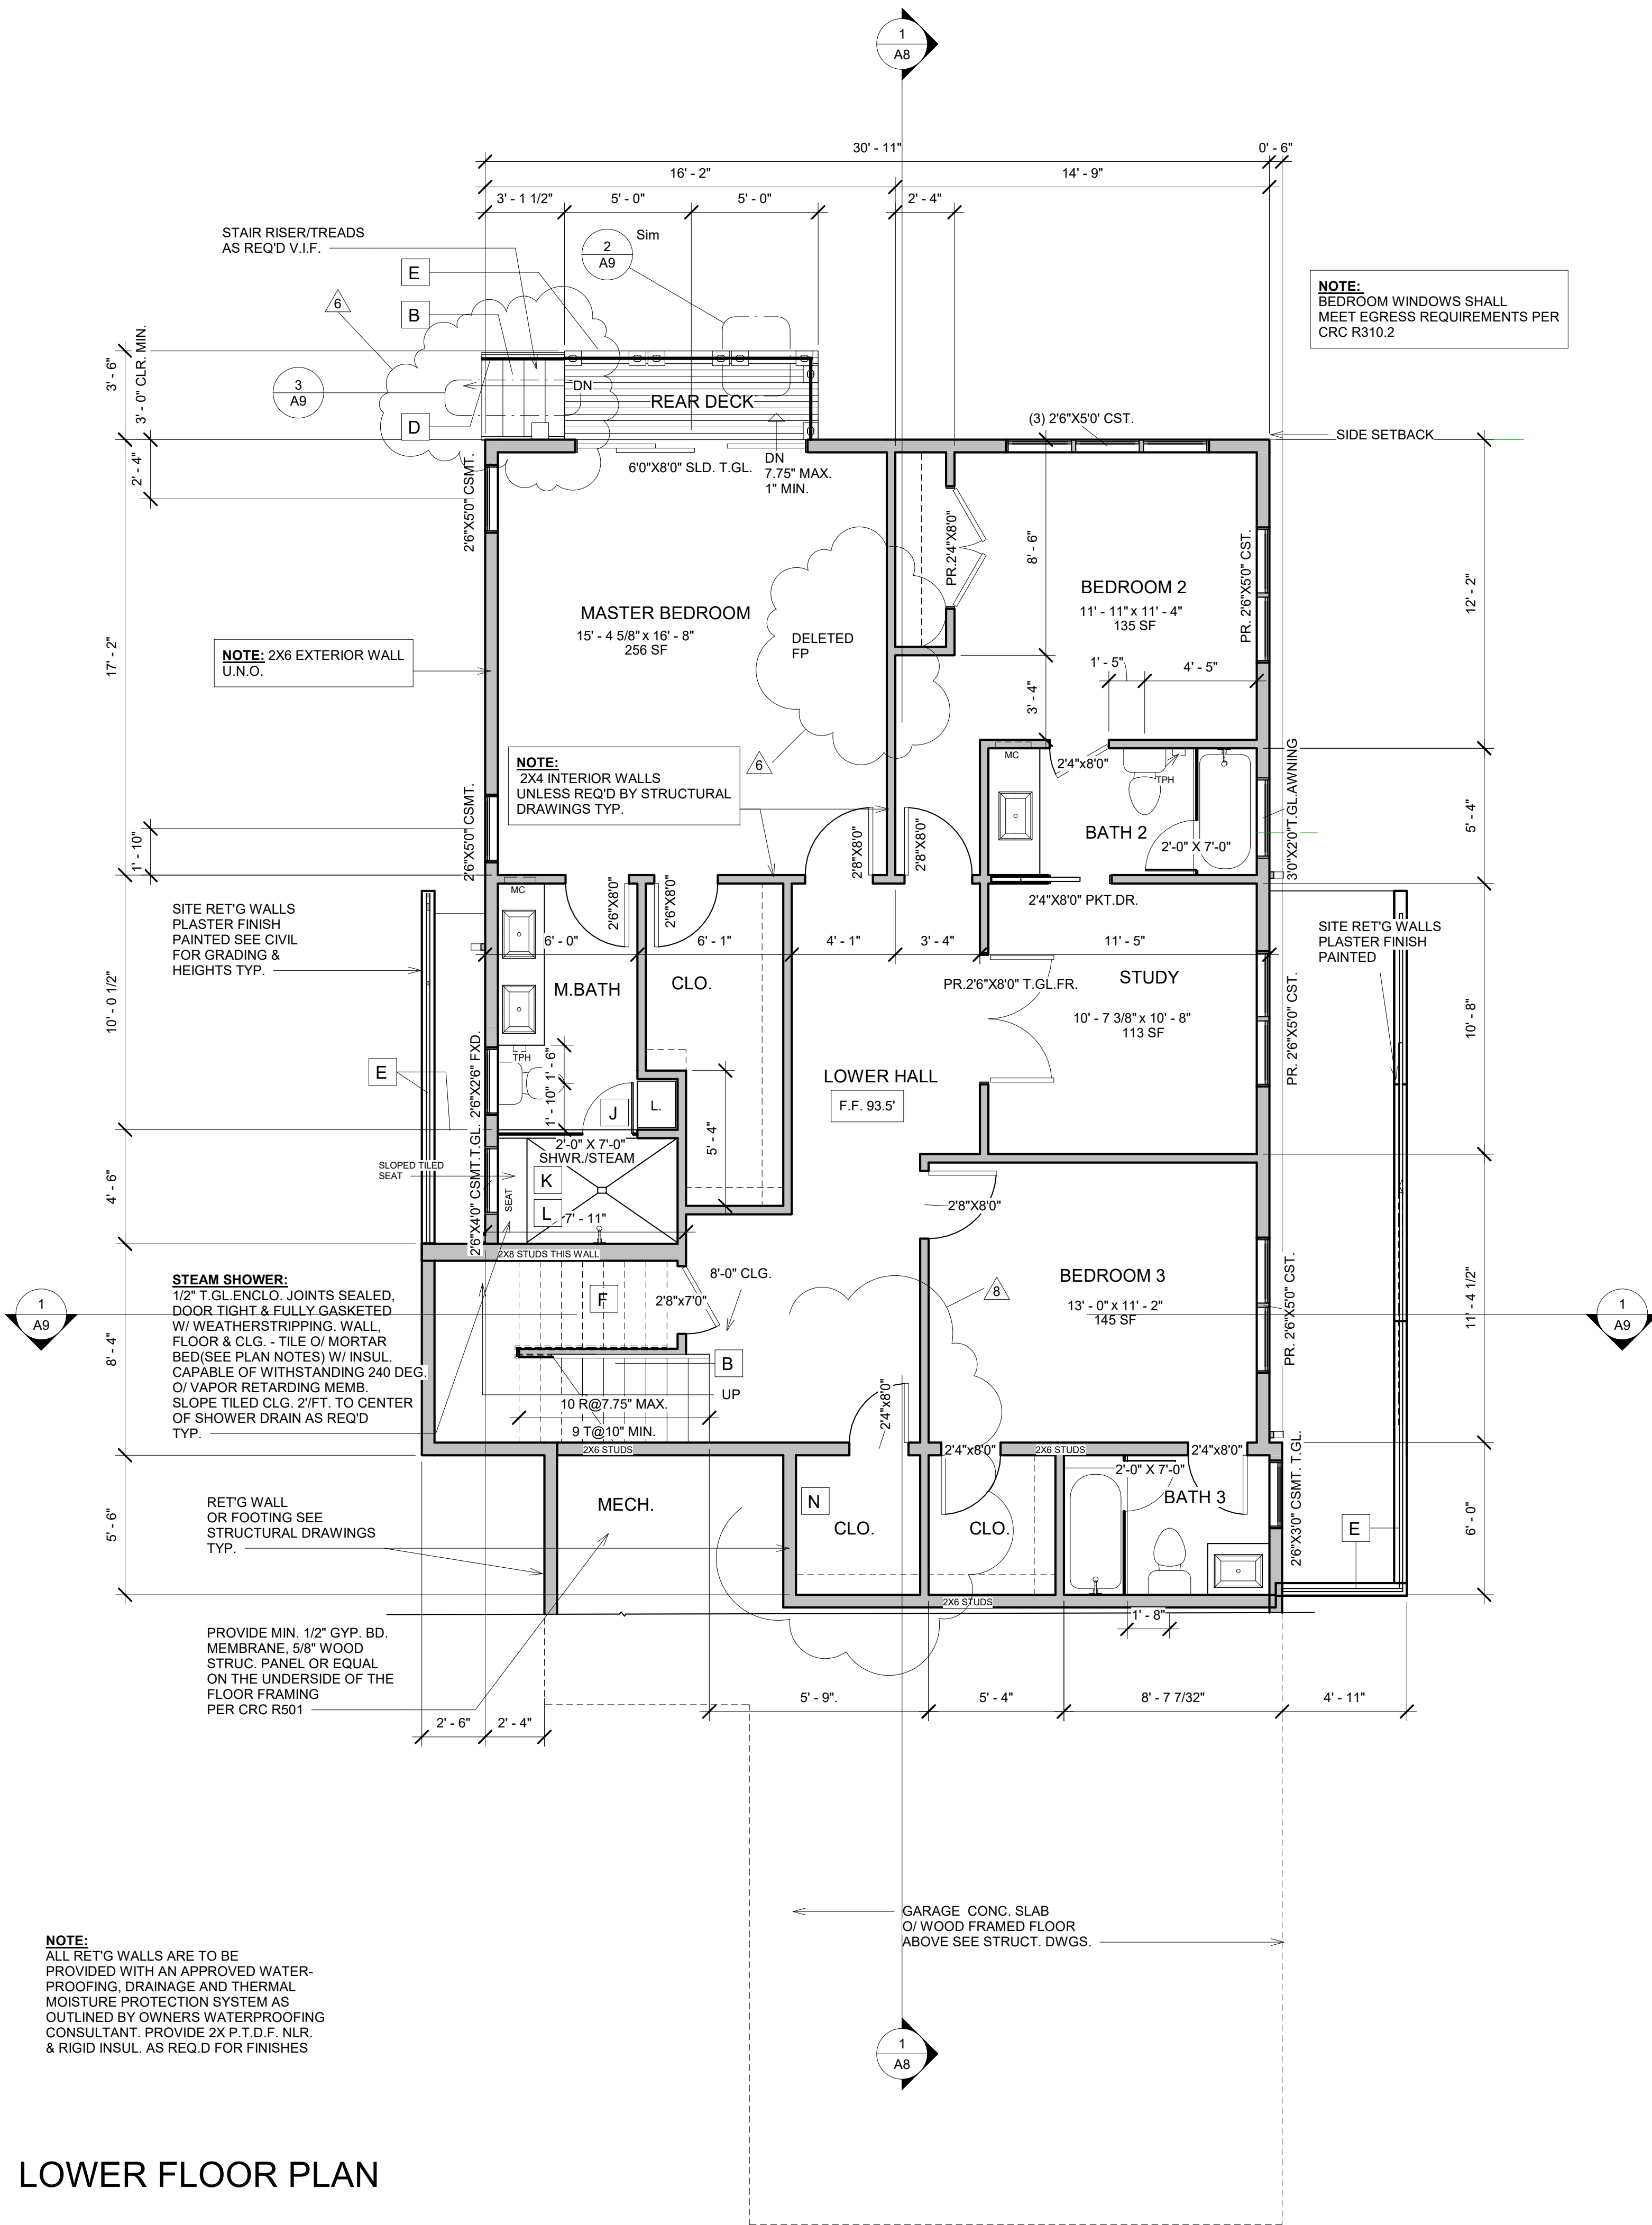 1
A8
30' - 11"
0' - 6"
16' - 2"
14' - 9"
3' - 1 1/2"
5' - 0"
5' - 0"
2' - 4"
STAIR RISER/TREADS
AS REQ'D V.I.F.
2
A9
Sim
E
B
6
3
A9
D
DN
REAR DECK
3' - 6"
3' - 0" CLR. MIN.
2' - 4"
NOTE:
BEDROOM WINDOWS SHALL
MEET EGRESS REQUIREMENTS PER
CRC R310.2
(3) 2'6"X5'0' CST.
SIDE SETBACK
6'0"X8'0" SLD. T.GL.
DN
7.75" MAX.
1" MIN.
2'6"X5'0" CSMT.
PR.2'4"X8'0"
8' - 6"
PR. 2'6"X5'0" CST.
12' - 2"
BEDROOM 2
11' - 11" x 11' - 4"
135 SF
MASTER BEDROOM
15' - 4 5/8" x 16' - 8"
256 SF
DELETED
FP
17' - 2"
NOTE: 2X6 EXTERIOR WALL
U.N.O.
1' - 5"
4' - 5"
3' - 4"
NOTE:
2X4 INTERIOR WALLS
UNLESS REQ'D BY STRUCTURAL
DRAWINGS TYP.
6
MC
2'4"x8'0"
TPH
BATH 2
2'-0" X 7'-0"
3'0"X2'0"T.GL.AWNING
5' - 4"
2'6"X5'0" CSMT.
1' - 10"
2'8"X8'0"
2'8"X8'0"
MC
2'6"X8'0"
2'6"X8'0"
2'4"X8'0" PKT.DR.
SITE RET'G WALLS
PLASTER FINISH
PAINTED SEE CIVIL
FOR GRADING &
HEIGHTS TYP.
SITE RET'G WALLS
PLASTER FINISH
PAINTED
6' - 0"
6' - 1"
4' - 1"
3' - 4"
11' - 5"
M.BATH
CLO.
PR.2'6"X8'0" T.GL.FR.
STUDY
10' - 7 3/8" x 10' - 8"
113 SF
PR. 2'6"X5'0" CST.
10' - 8"
10' - 0 1/2"
E
TPH
1' - 6"
1' - 10"
2'6"X2'6" FXD.
LOWER HALL
F.F. 93.5'
J
L.
5' - 4"
2'-0" X 7'-0"
SHWR./STEAM
SLOPED TILED
SEAT
SEAT
K
L
7' - 11"
2'6"X4'0" CSMT.T.GL.
4' - 6"
2'8"X8'0"
2X8 STUDS THIS WALL
STEAM SHOWER:
1/2" T.GL.ENCLO. JOINTS SEALED,
DOOR TIGHT & FULLY GASKETED
W/ WEATHERSTRIPPING. WALL,
FLOOR & CLG. - TILE O/ MORTAR
BED(SEE PLAN NOTES) W/ INSUL.
CAPABLE OF WITHSTANDING 240 DEG.
O/ VAPOR RETARDING MEMB.
SLOPE TILED CLG. 2'/FT. TO CENTER
OF SHOWER DRAIN AS REQ'D
TYP.
8'-0" CLG.
F
2'8"x7'0"
8
BEDROOM 3
13' - 0" x 11' - 2"
145 SF
PR. 2'6"X5'0" CST.
11' - 4 1/2"
1
A9
1
A9
8' - 4"
B
UP
10 R@7.75" MAX.
9 T@10" MIN.
2'4"x8'0"
2X6 STUDS
2'4"x8'0"
2X6 STUDS
2'4"x8'0"
2'-0" X 7'-0"
BATH 3
2'6"X3'0" CSMT. T.GL.
E
6' - 0"
5' - 6"
MECH.
N
CLO.
CLO.
RET'G WALL
OR FOOTING SEE
STRUCTURAL DRAWINGS
TYP.
2X6 STUDS
1' - 8"
PROVIDE MIN. 1/2" GYP. BD.
MEMBRANE, 5/8" WOOD
STRUC. PANEL OR EQUAL
ON THE UNDERSIDE OF THE
FLOOR FRAMING
PER CRC R501
5' - 9".
5' - 4"
8' - 7 7/32"
4' - 11"
2' - 6"
2' - 4"
GARAGE CONC. SLAB
O/ WOOD FRAMED FLOOR
ABOVE SEE STRUCT. DWGS.
NOTE:
ALL RET'G WALLS ARE TO BE
PROVIDED WITH AN APPROVED WATER-
PROOFING, DRAINAGE AND THERMAL
MOISTURE PROTECTION SYSTEM AS
OUTLINED BY OWNERS WATERPROOFING
CONSULTANT. PROVIDE 2X P.T.D.F. NLR.
& RIGID INSUL. AS REQ.D FOR FINISHES
1
A8
LOWER FLOOR PLAN